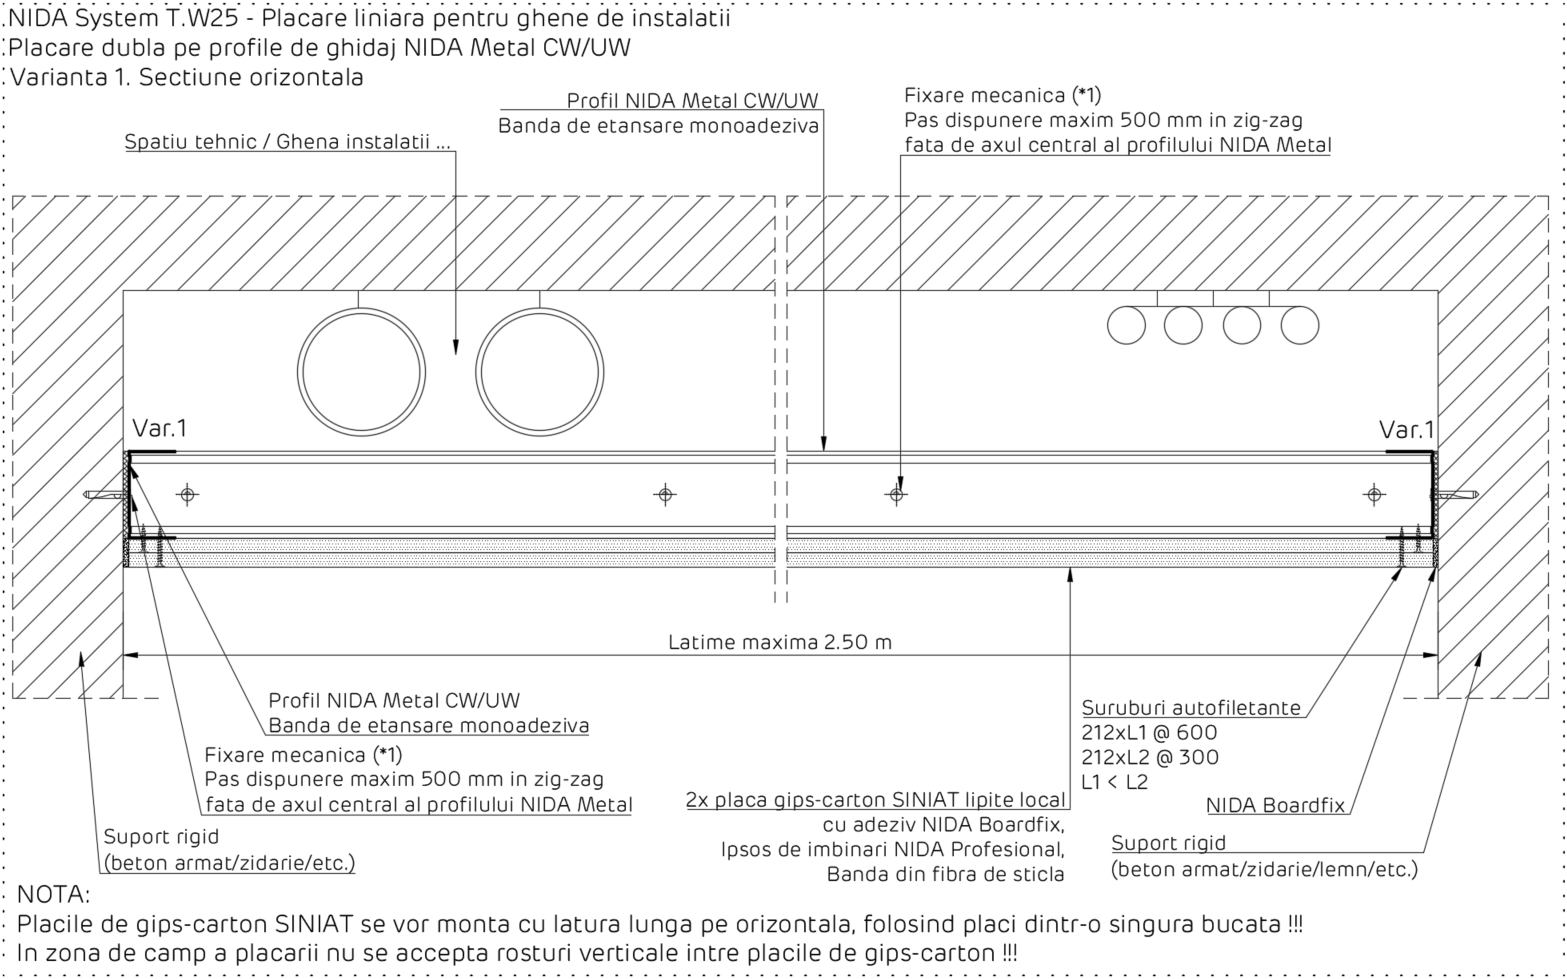 NIDA System T.W25 - Placare liniara pentru ghene de instalatii
Placare dubla pe profile de ghidaj NIDA Metal CW/UW
Varianta 1. Sectiune orizontala
Profil NIDA Metal CW/UW
Banda de etansare monoadeziva
Fixare mecanica (*1)
Pas dispunere maxim 500 mm in zig-zag
fata de axul central al profilului NIDA Metal
Spatiu tehnic / Ghena instalatii ...
Var.1
Var.1
Latime maxima 2.50 m
Profil NIDA Metal CW/UW
Banda de etansare monoadeziva
Fixare mecanica (*1)
Pas dispunere maxim 500 mm in zig-zag
fata de axul central al profilului NIDA Metal
Suport rigid
(beton armat/zidarie/etc.)
2x placa gips-carton SINIAT lipite local
cu adeziv NIDA Boardfix,
Ipsos de imbinari NIDA Profesional,
Banda din fibra de sticla
Suruburi autofiletante
212xL1 @ 600
212xL2 @ 300
L1 < L2
NIDA Boardfix
Suport rigid
(beton armat/zidarie/lemn/etc.)
NOTA:
Placile de gips-carton SINIAT se vor monta cu latura lunga pe orizontala, folosind placi dintr-o singura bucata !!!
In zona de camp a placarii nu se accepta rosturi verticale intre placile de gips-carton !!!